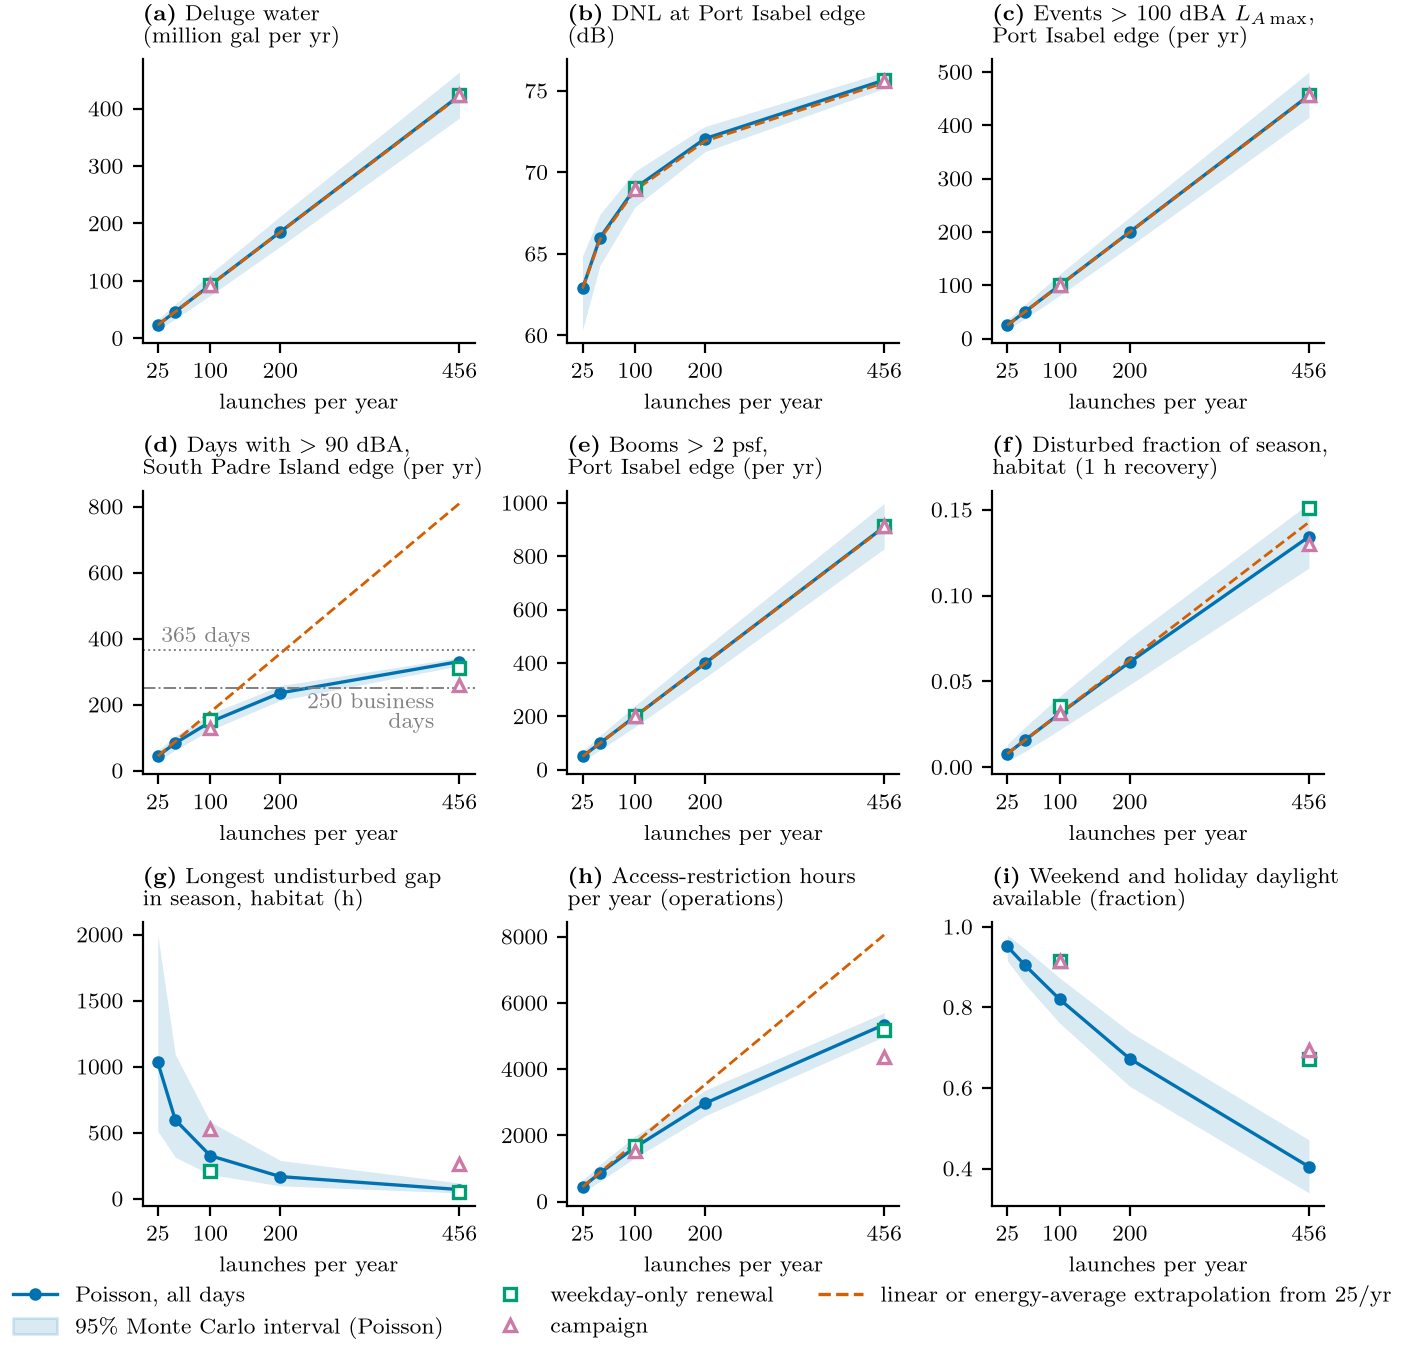 (a) Deluge water
(million gal per yr)
400
300
200
100
0
25 100 200 456
launches per year
(b) DNL at Port Isabel edge
(dB)
75
70
65
60
25 100 200 456
launches per year
(c) Events > 100 dBA L_{A max},
Port Isabel edge (per yr)
500
400
300
200
100
0
25 100 200 456
launches per year
(d) Days with > 90 dBA,
South Padre Island edge (per yr)
800
600
400
200
0
365 days
250 business
days
25 100 200 456
launches per year
(e) Booms > 2 psf,
Port Isabel edge (per yr)
1000
800
600
400
200
0
25 100 200 456
launches per year
(f) Disturbed fraction of season,
habitat (1 h recovery)
0.15
0.10
0.05
0.00
25 100 200 456
launches per year
(g) Longest undisturbed gap
in season, habitat (h)
2000
1500
1000
500
0
25 100 200 456
launches per year
(h) Access-restriction hours
per year (operations)
8000
6000
4000
2000
0
25 100 200 456
launches per year
(i) Weekend and holiday daylight
available (fraction)
1.0
0.8
0.6
0.4
25 100 200 456
launches per year
Poisson, all days
95% Monte Carlo interval (Poisson)
weekday-only renewal
campaign
linear or energy-average extrapolation from 25/yr